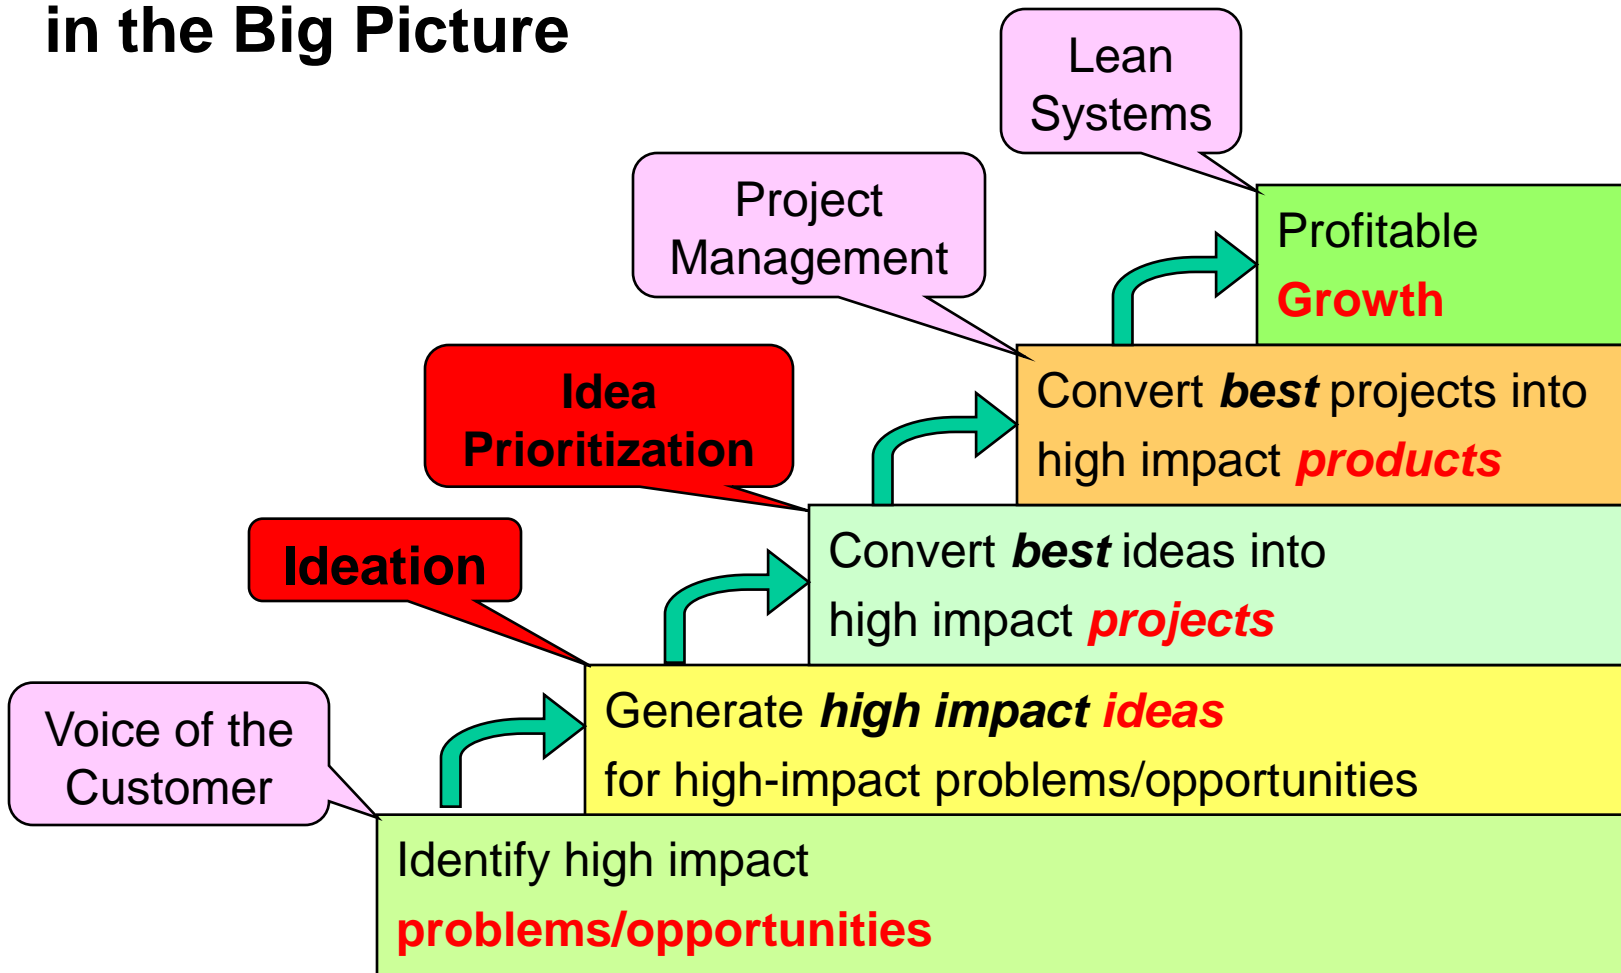 in the Big Picture
Lean
Systems
Project
Management
Profitable
Growth
Idea
Prioritization
Convert best projects into
high impact products
Ideation
Convert best ideas into
high impact projects
Voice of the
Customer
Generate high impact ideas
for high-impact problems/opportunities
Identify high impact
problems/opportunities